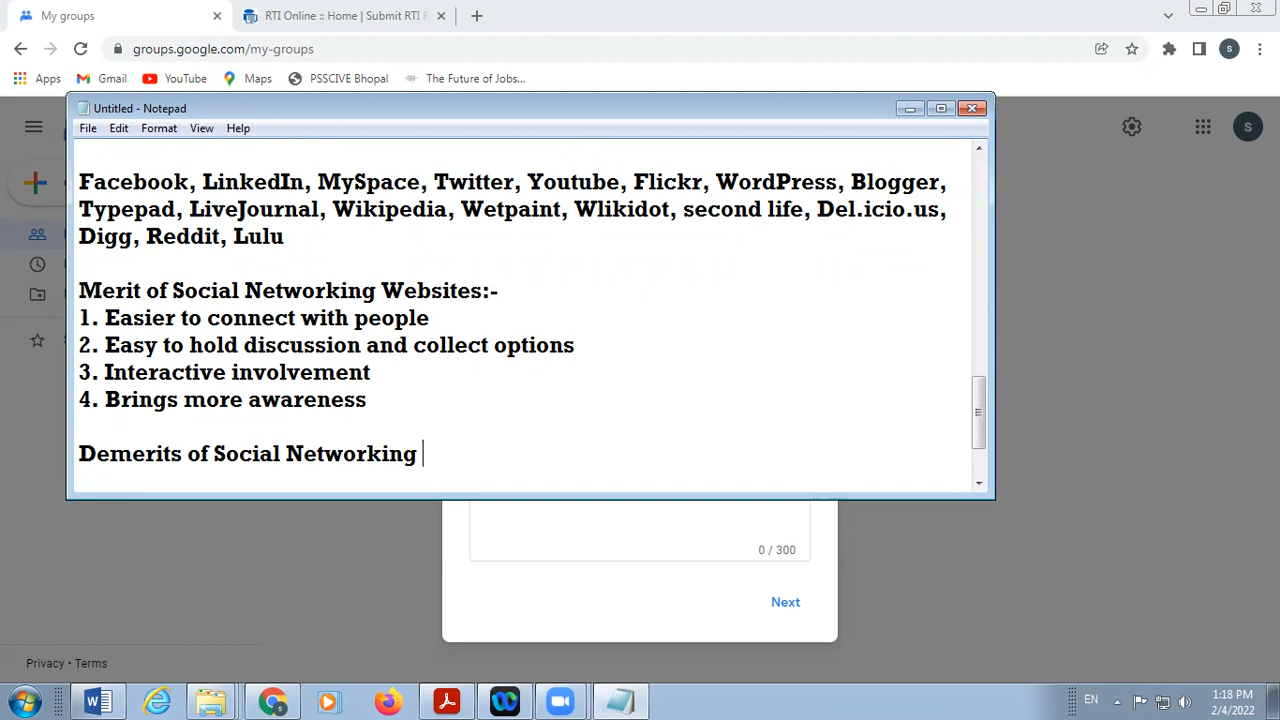 My groups
RTI Online :: Home | Submit RTI R
groups.google.com/my-groups
S
Apps
Gmail
YouTube
Maps
PSSCIVE Bhopal
The Future of Jobs...
Untitled - Notepad
File Edit Format View Help
S
Facebook, LinkedIn, MySpace, Twitter, Youtube, Flickr, WordPress, Blogger,
Typepad, LiveJournal, Wikipedia, Wetpaint, Wlikidot, second life, Del.icio.us,
Digg, Reddit, Lulu
Merit of Social Networking Websites:-
1. Easier to connect with people
2. Easy to hold discussion and collect options
3. Interactive involvement
4. Brings more awareness
Demerits of Social Networking
0 / 300
Next
Privacy • Terms
EN
1:18 PM
2/4/2022